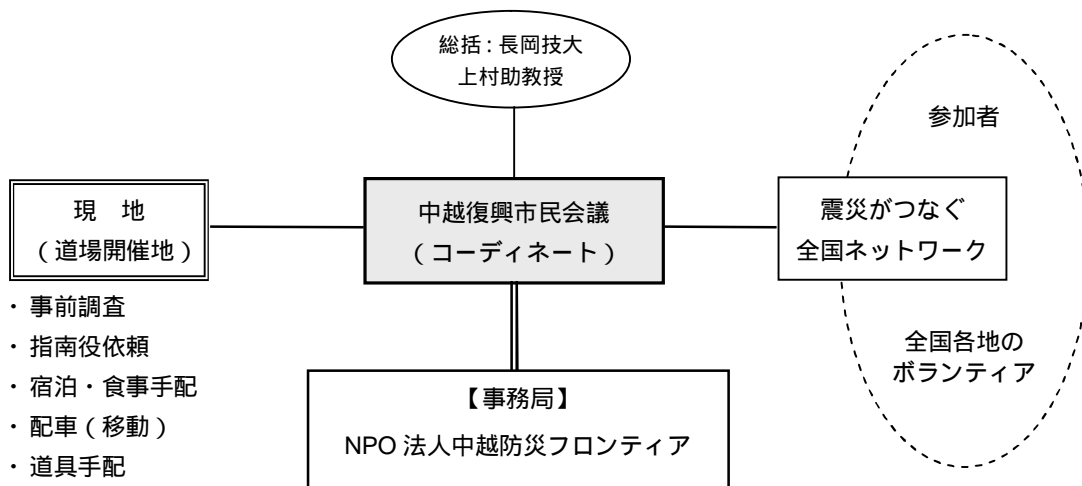 総括：長岡技大
上村助教授
参加者
現　地
（道場開催地）
中越復興市民会議
（コーディネート）
震災がつなぐ
全国ネットワーク
・事前調査
・指南役依頼
・宿泊・食事手配
・配車（移動）
・道具手配
全国各地の
ボランティア
【事務局】
NPO 法人中越防災フロンティア